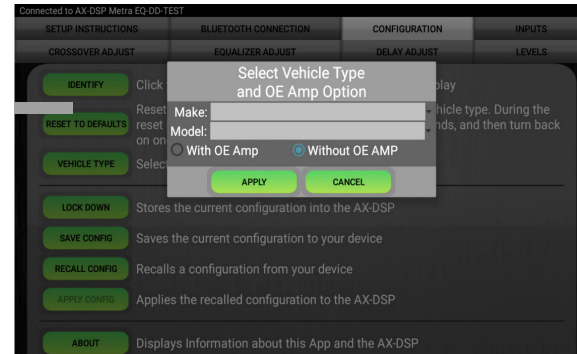 Connected to AX-DSP Metra EQ-DD-TEST
SETUP INSTRUCTIONS BLUETOOTH CONNECTION CONFIGURATION INPUTS
CROSSOVER ADJUST EQUALIZER ADJUST DELAY ADJUST LEVELS
Select Vehicle Type
and OE Amp Option
Make:
Model:
With OE Amp Without OE AMP
APPLY CANCEL
IDENTIFY Click play
RESET TO DEFAULTS Reset hicle type. During the
reset nds, and then turn back
on on
VEHICLE TYPE Selec
LOCK DOWN Stores the current configuration into the AX-DSP
SAVE CONFIG Saves the current configuration to your device
RECALL CONFIG Recalls a configuration from your device
APPLY CONFIG Applies the recalled configuration to the AX-DSP
ABOUT Displays Information about this App and the AX-DSP